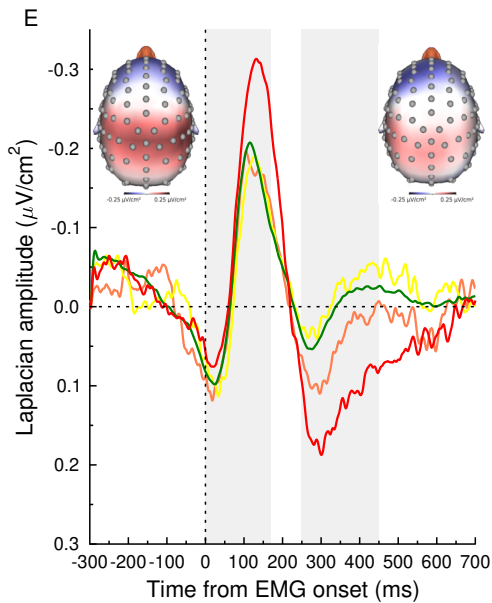 E
-0.3
-0.2
-0.1
0.0
0.1
0.2
0.3
Laplacian amplitude (μV/cm²)
-0.25 μV/cm² 0.25 μV/cm²
-0.25 μV/cm² 0.25 μV/cm²
-300 -200 -100 0 100 200 300 400 500 600 700
Time from EMG onset (ms)